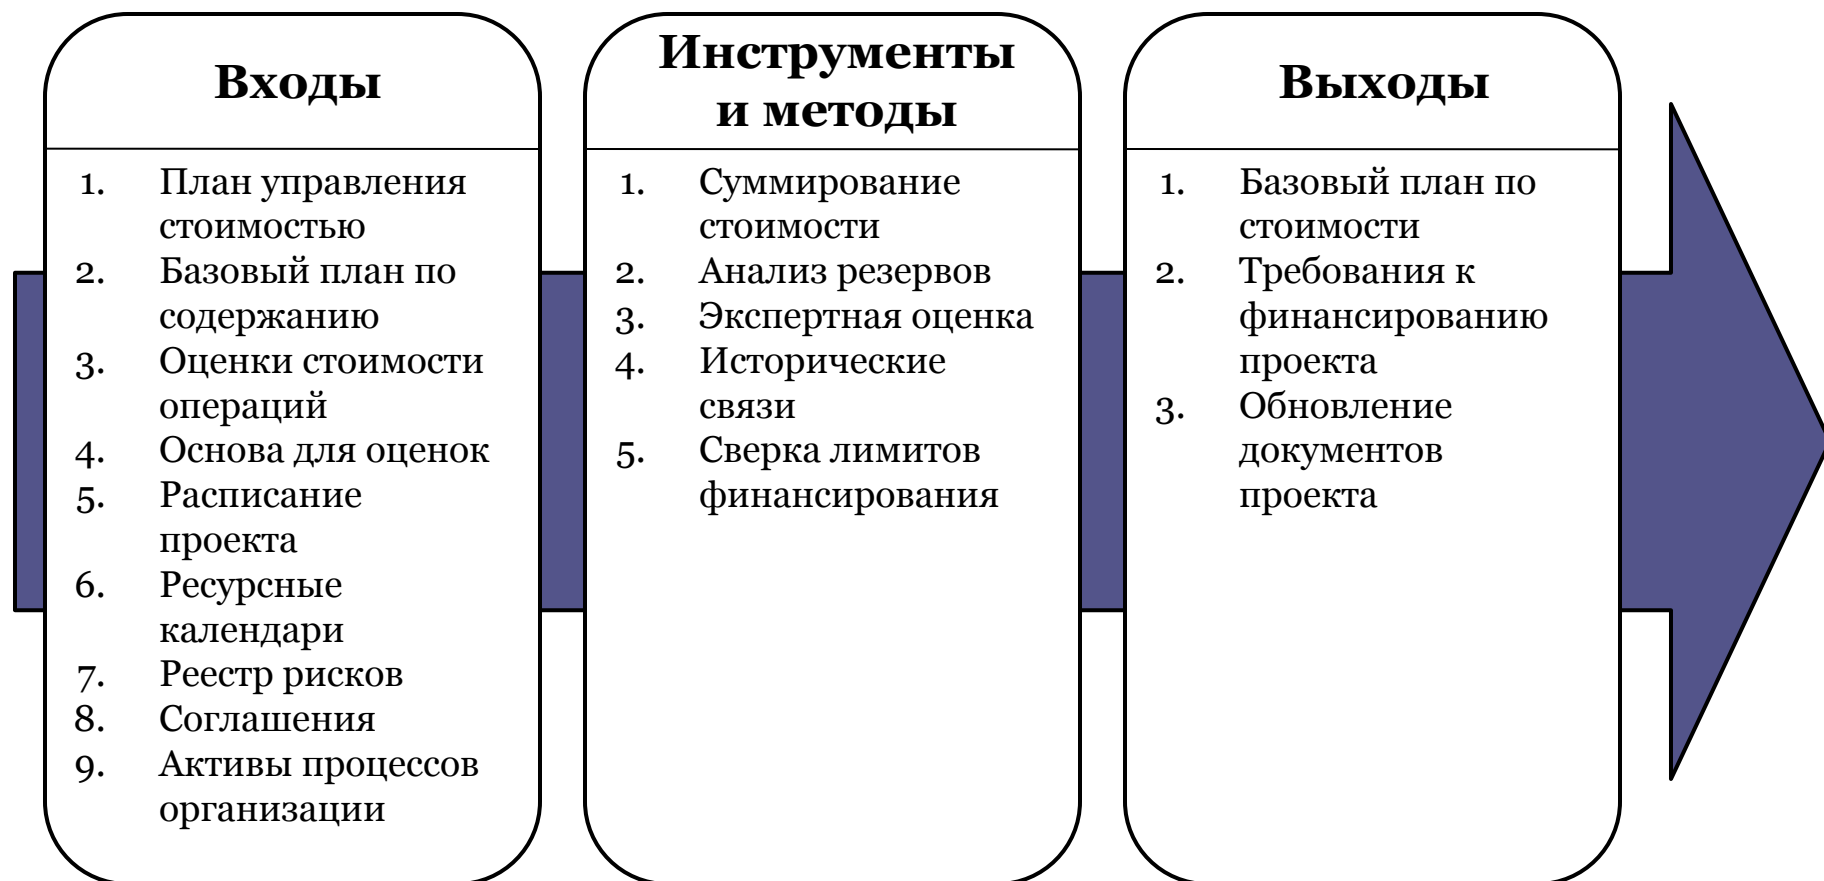 Входы
1. План управления
стоимостью
2. Базовый план по
содержанию
3. Оценки стоимости
операций
4. Основа для оценок
5. Расписание
проекта
6. Ресурсные
календари
7. Реестр рисков
8. Соглашения
9. Активы процессов
организации
Инструменты
и методы
1. Суммирование
стоимости
2. Анализ резервов
3. Экспертная оценка
4. Исторические
связи
5. Сверка лимитов
финансирования
Выходы
1. Базовый план по
стоимости
2. Требования к
финансированию
проекта
3. Обновление
документов
проекта